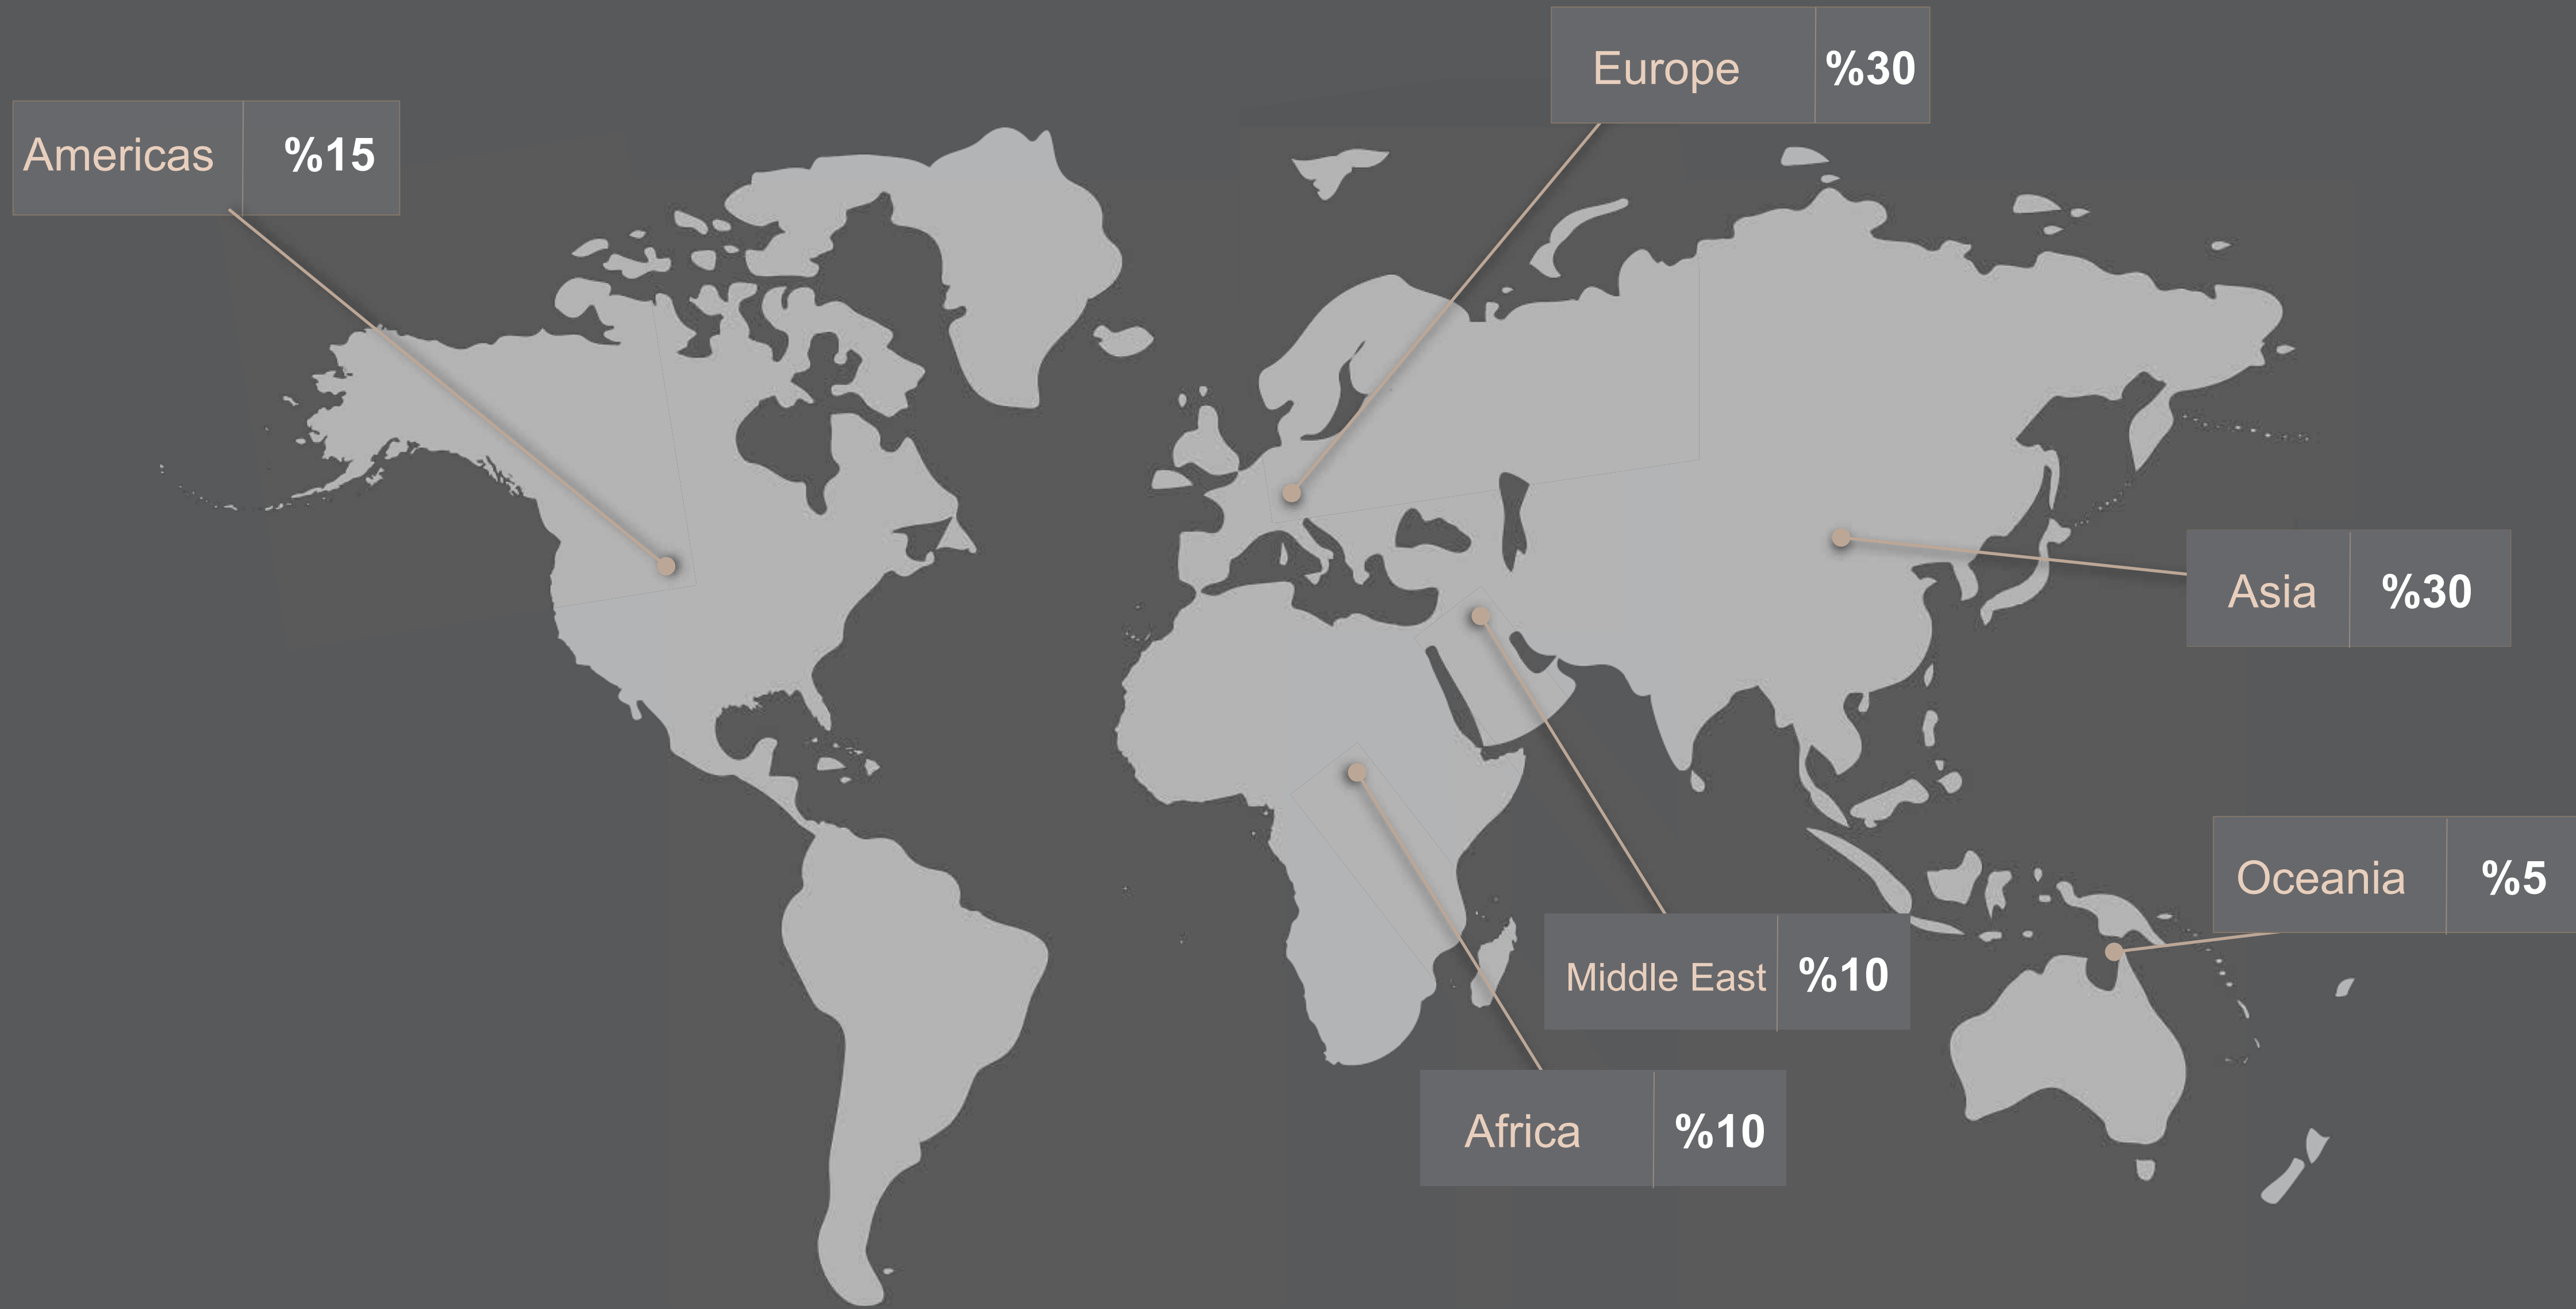 Europe %30
Americas %15
Asia %30
Oceania %5
Middle East %10
Africa %10